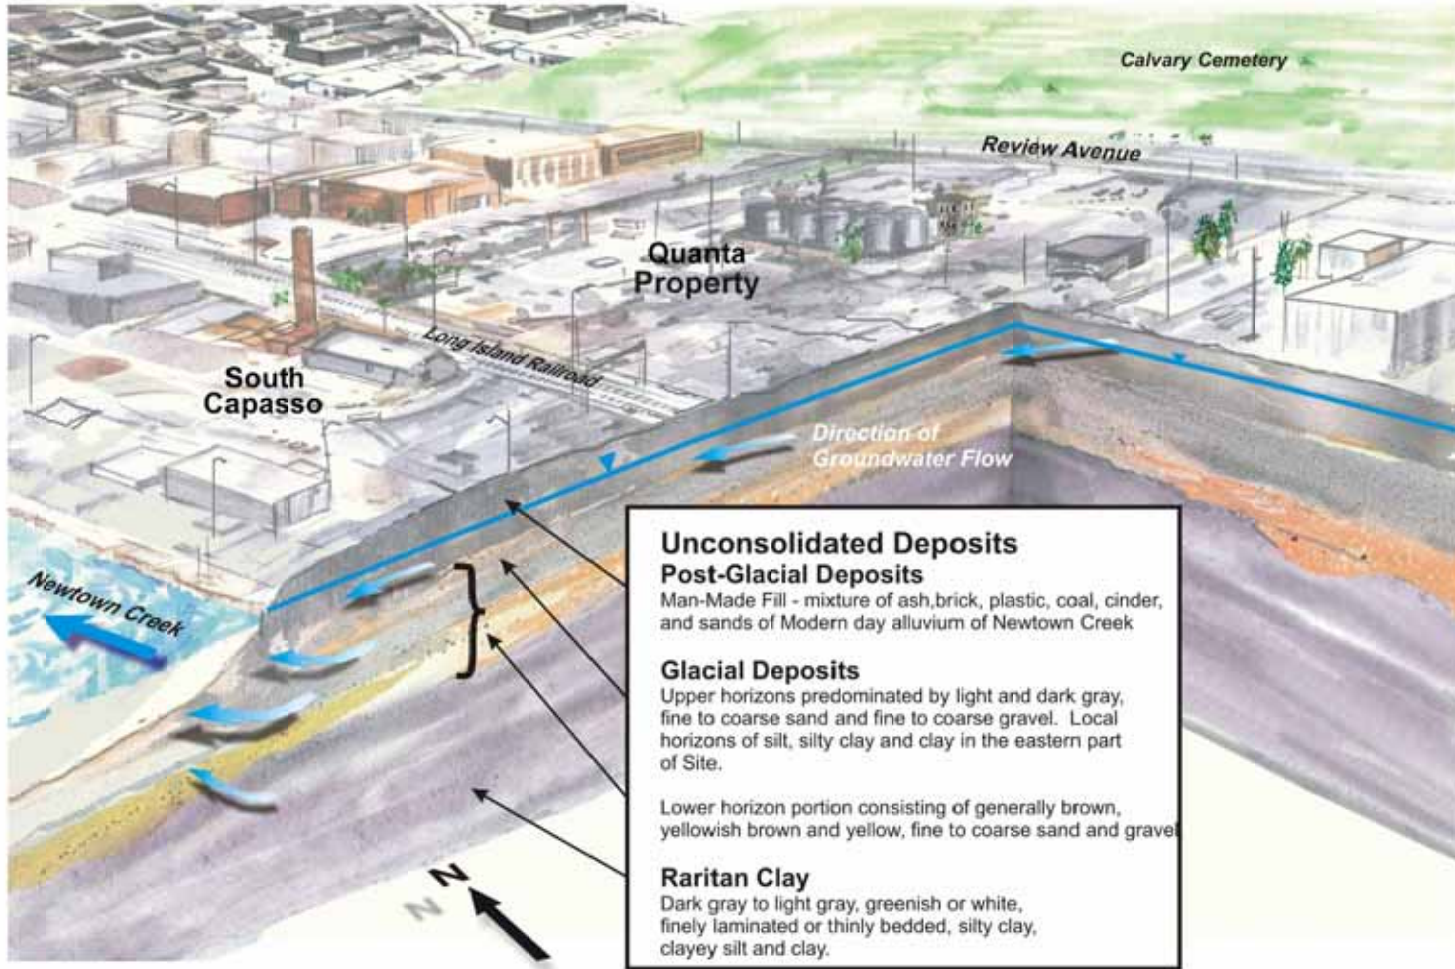 Calvary Cemetery
Review Avenue
Quanta
Property
Long Island Railroad
South
Capasso
Direction of
Groundwater Flow
Newtown Creek
Unconsolidated Deposits
Post-Glacial Deposits
Man-Made Fill - mixture of ash,brick, plastic, coal, cinder,
and sands of Modern day alluvium of Newtown Creek
Glacial Deposits
Upper horizons predominated by light and dark gray,
fine to coarse sand and fine to coarse gravel. Local
horizons of silt, silty clay and clay in the eastern part
of Site.
Lower horizon portion consisting of generally brown,
yellowish brown and yellow, fine to coarse sand and gravel
Raritan Clay
Dark gray to light gray, greenish or white,
finely laminated or thinly bedded, silty clay,
clayey silt and clay.
N
N